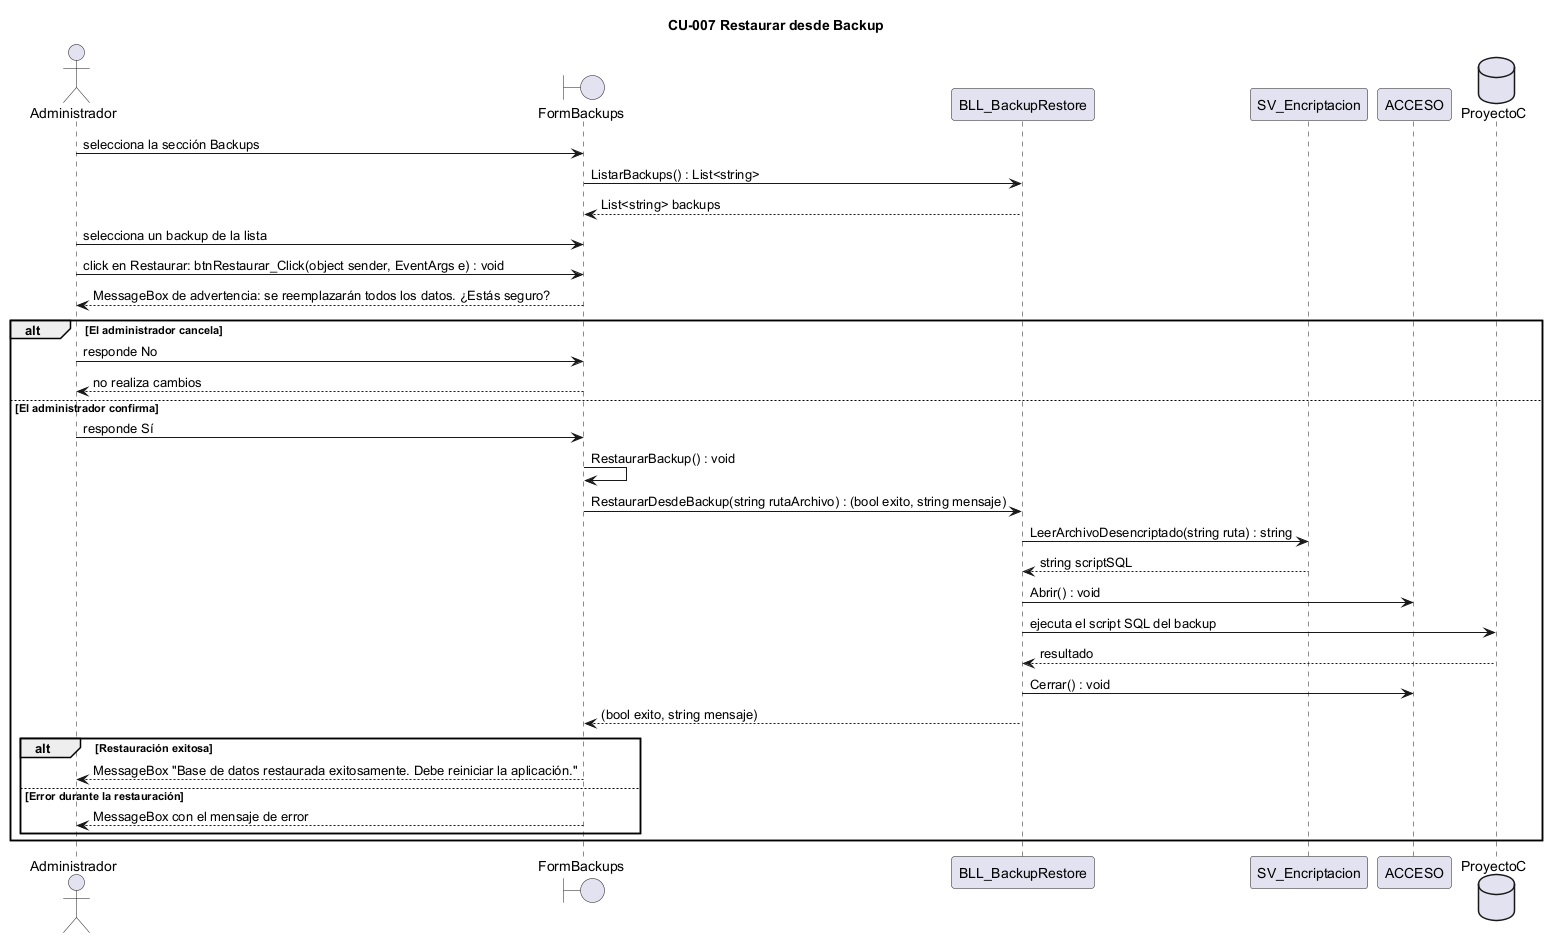 CU-007 Restaurar desde Backup
Administrador
FormBackups
BLL_BackupRestore
SV_Encriptacion
ACCESO
ProyectoC
selecciona la sección Backups
ListarBackups() : List<string>
List<string> backups
selecciona un backup de la lista
click en Restaurar: btnRestaurar_Click(object sender, EventArgs e) : void
MessageBox de advertencia: se reemplazarán todos los datos. ¿Estás seguro?
alt
[El administrador cancela]
responde No
no realiza cambios
[El administrador confirma]
responde Sí
RestaurarBackup() : void
RestaurarDesdeBackup(string rutaArchivo) : (bool exito, string mensaje)
LeerArchivoDesencriptado(string ruta) : string
string scriptSQL
Abrir() : void
ejecuta el script SQL del backup
resultado
Cerrar() : void
(bool exito, string mensaje)
alt
[Restauración exitosa]
MessageBox "Base de datos restaurada exitosamente. Debe reiniciar la aplicación."
[Error durante la restauración]
MessageBox con el mensaje de error
Administrador
FormBackups
BLL_BackupRestore
SV_Encriptacion
ACCESO
ProyectoC